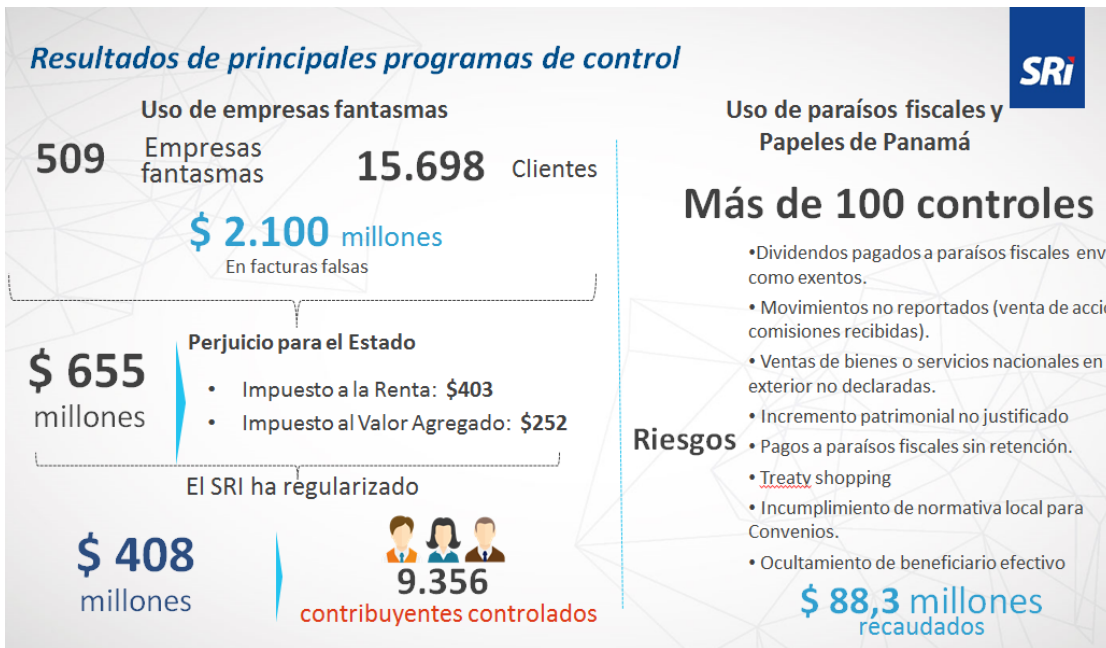 Resultados de principales programas de control
SRi
Uso de empresas fantasmas
509
Empresas
fantasmas
15.698 Clientes
$ 2.100 millones
En facturas falsas
Perjuicio para el Estado
$ 655
millones
• Impuesto a la Renta: $403
• Impuesto al Valor Agregado: $252
El SRI ha regularizado
$ 408
millones
9.356
contribuyentes controlados
Uso de paraísos fiscales y
Papeles de Panamá
Más de 100 controles
Riesgos
•Dividendos pagados a paraísos fiscales
como exentos.
• Movimientos no reportados (venta de
comisiones recibidas).
• Ventas de bienes o servicios nacionales en
exterior no declaradas.
• Incremento patrimonial no justificado
• Pagos a paraísos fiscales sin retención.
• Treaty shopping
• Incumplimiento de normativa local para
Convenios.
• Ocultamiento de beneficiario efectivo
$ 88,3 millones
recaudados